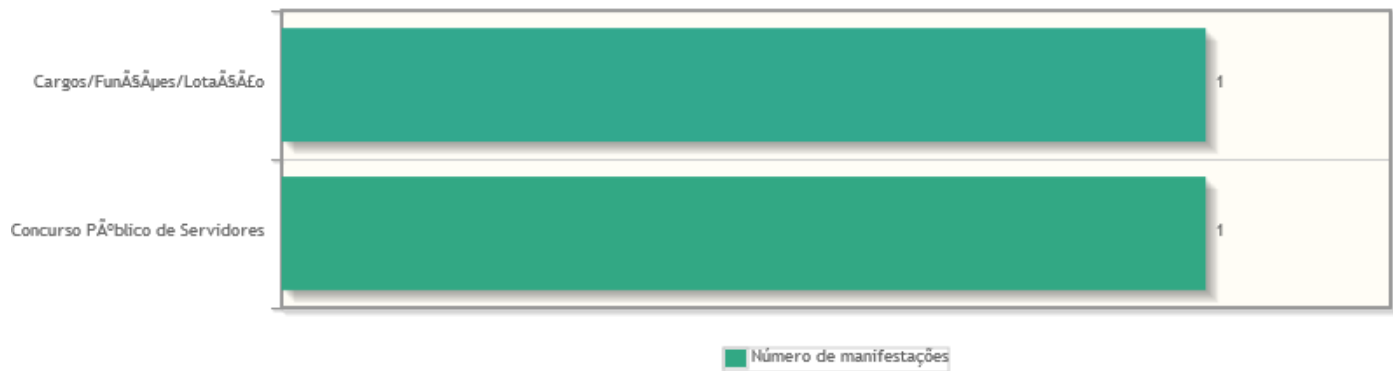 Cargos/FunÃ§Ãµes/LotaÃ§Ã£o
1
Concurso PÃºblico de Servidores
1
Número de manifestações